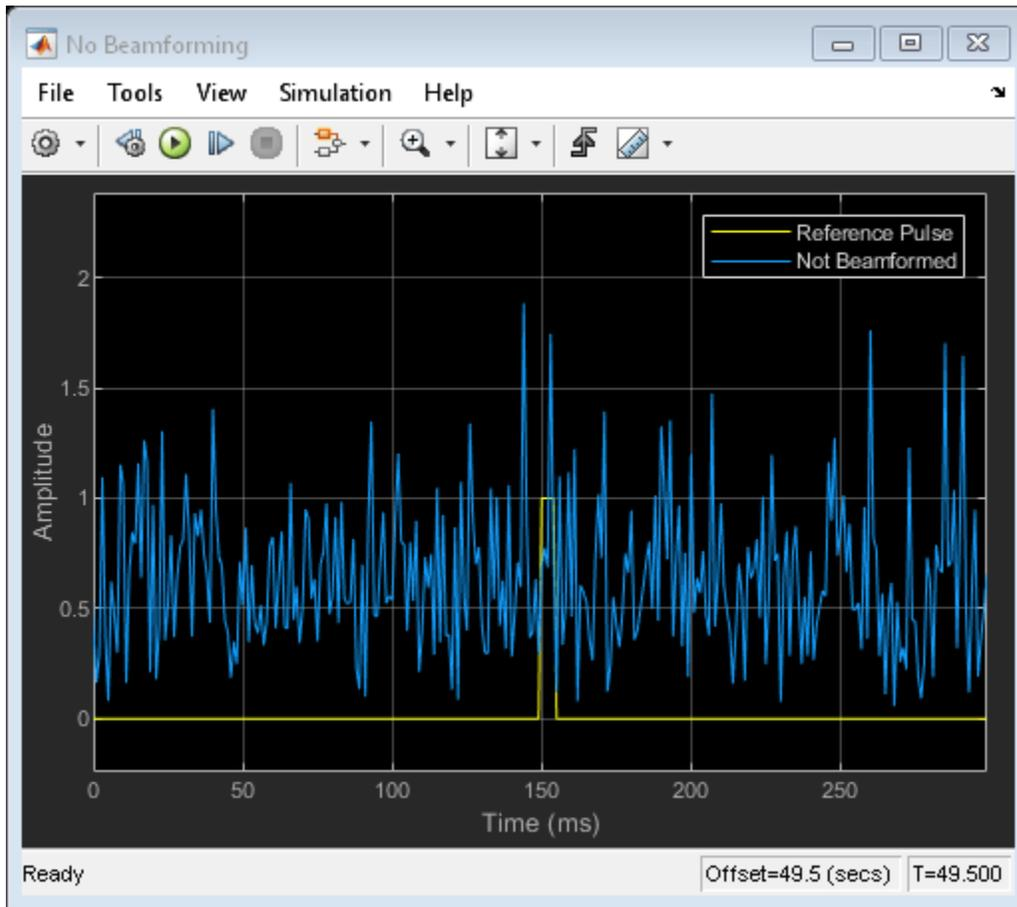 No Beamforming
File Tools View Simulation Help
Reference Pulse
Not Beamformed
2
1.5
1
0.5
0
Amplitude
0 50 100 150 200 250
Time (ms)
Ready Offset=49.5 (secs) T=49.500